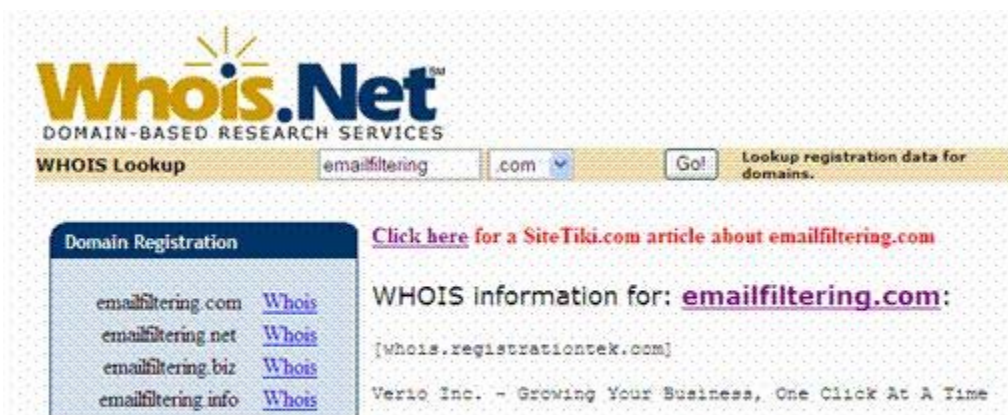 Whois.Net SM
DOMAIN-BASED RESEARCH SERVICES
WHOIS Lookup emailfiltering .com Go! Lookup registration data for domains.
Domain Registration
emailfiltering.com Whois
emailfiltering.net Whois
emailfiltering.biz Whois
emailfiltering.info Whois
Click here for a SiteTiki.com article about emailfiltering.com
WHOIS information for: emailfiltering.com:
[whois.registrationtek.com]
Verio Inc. - Growing Your Business, One Click At A Time